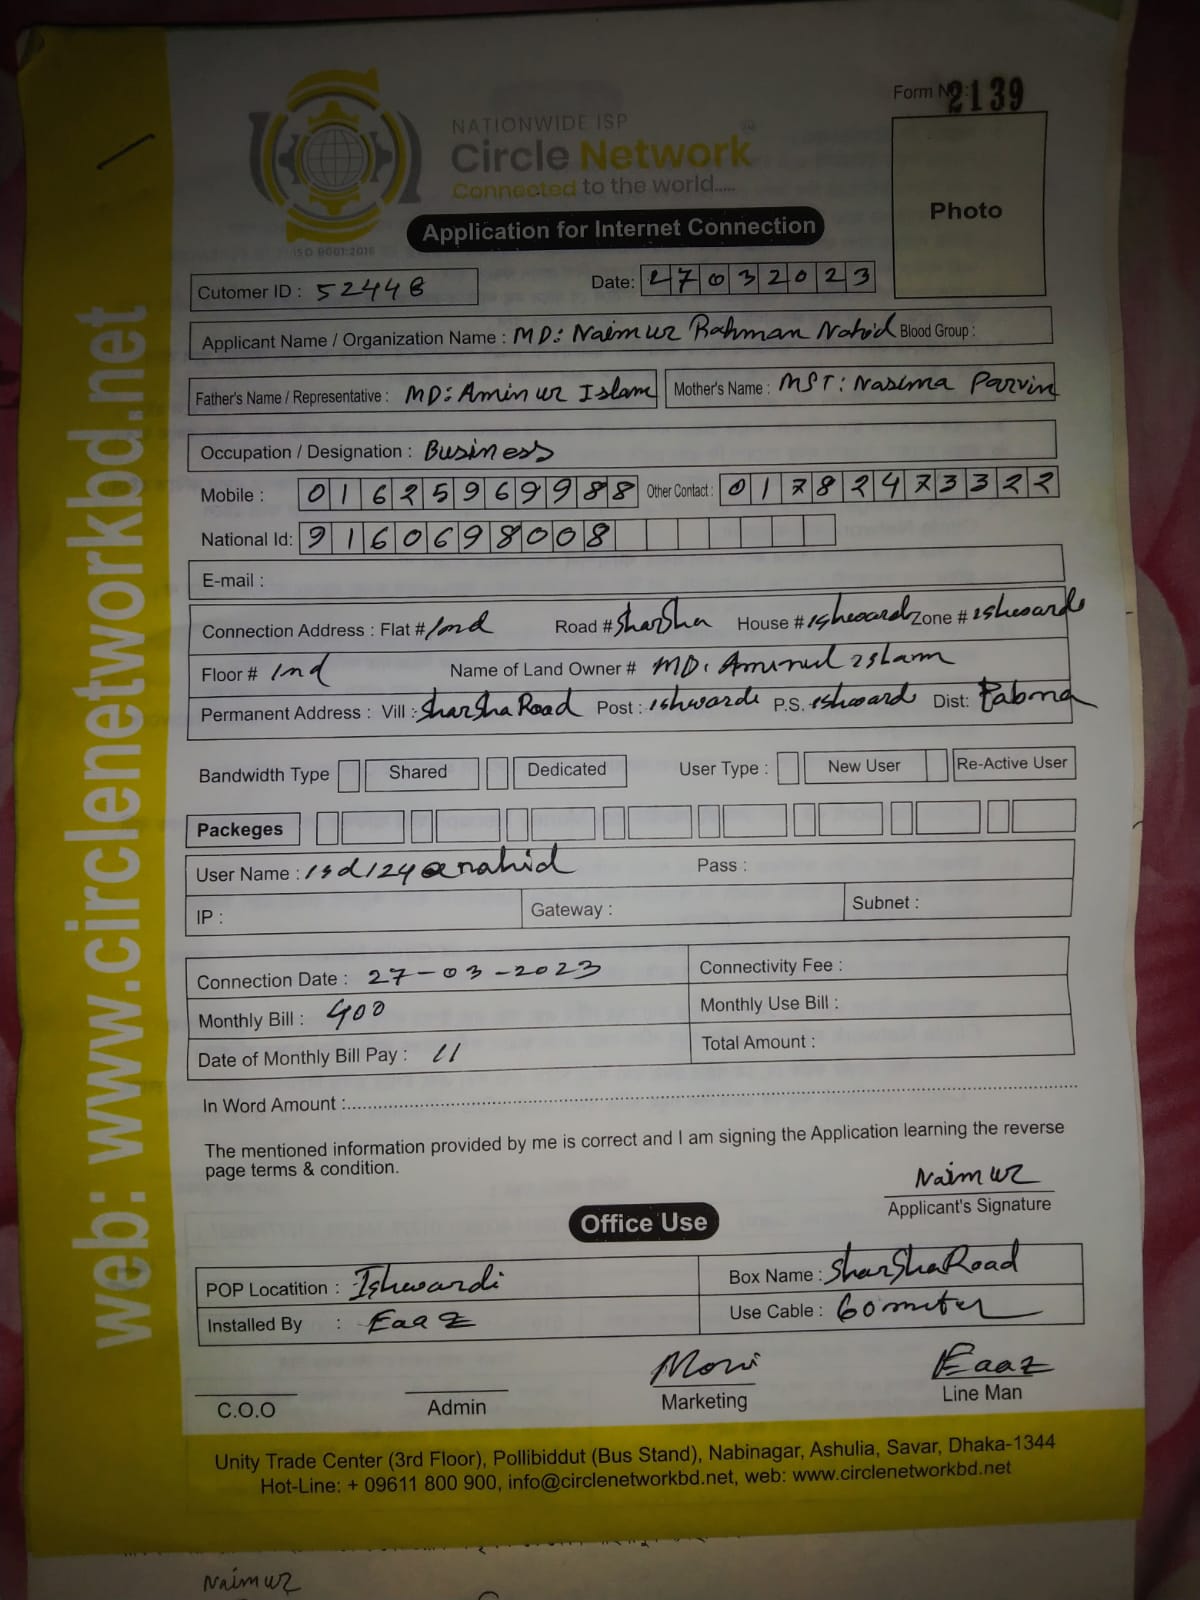 Form No: 2139
NATIONWIDE ISP
Circle Network
Connected to the world.....
ISO 9001:2016
Photo
Application for Internet Connection
Cutomer ID : 52448
Date: 27032023
Applicant Name / Organization Name : MD: Naimur Rahman Nahid Blood Group :
Father's Name / Representative : MD: Aminur Islam Mother's Name : MST: Nasima Parvin
Occupation / Designation : Business
Mobile : 01625969988 Other Contact : 01782473322
National Id: 9160698008
E-mail :
Connection Address : Flat # Ind Road # SharSha House # ishward Zone # ishwardi
Floor # Ind Name of Land Owner # MD. Aminul islam
Permanent Address : Vill : SharSha Road Post : ishwardi P.S. ishwardi Dist: Pabna
Bandwidth Type Shared Dedicated User Type : New User Re-Active User
Packeges
User Name : isd124@nahid Pass :
IP : Gateway : Subnet :
Connection Date : 27-03-2023 Connectivity Fee :
Monthly Bill : 400 Monthly Use Bill :
Date of Monthly Bill Pay : 11 Total Amount :
In Word Amount :
The mentioned information provided by me is correct and I am signing the Application learning the reverse
page terms & condition.
Naimur
Applicant's Signature
Office Use
POP Locatition : Ishwardi Box Name : SharSha Road
Installed By : Eaaz Use Cable : 60 miter
Moni Eaaz
C.O.O Admin Marketing Line Man
Unity Trade Center (3rd Floor), Pollibiddut (Bus Stand), Nabinagar, Ashulia, Savar, Dhaka-1344
Hot-Line: + 09611 800 900, info@circlenetworkbd.net, web: www.circlenetworkbd.net
web: www.circlenetworkbd.net
Naimur